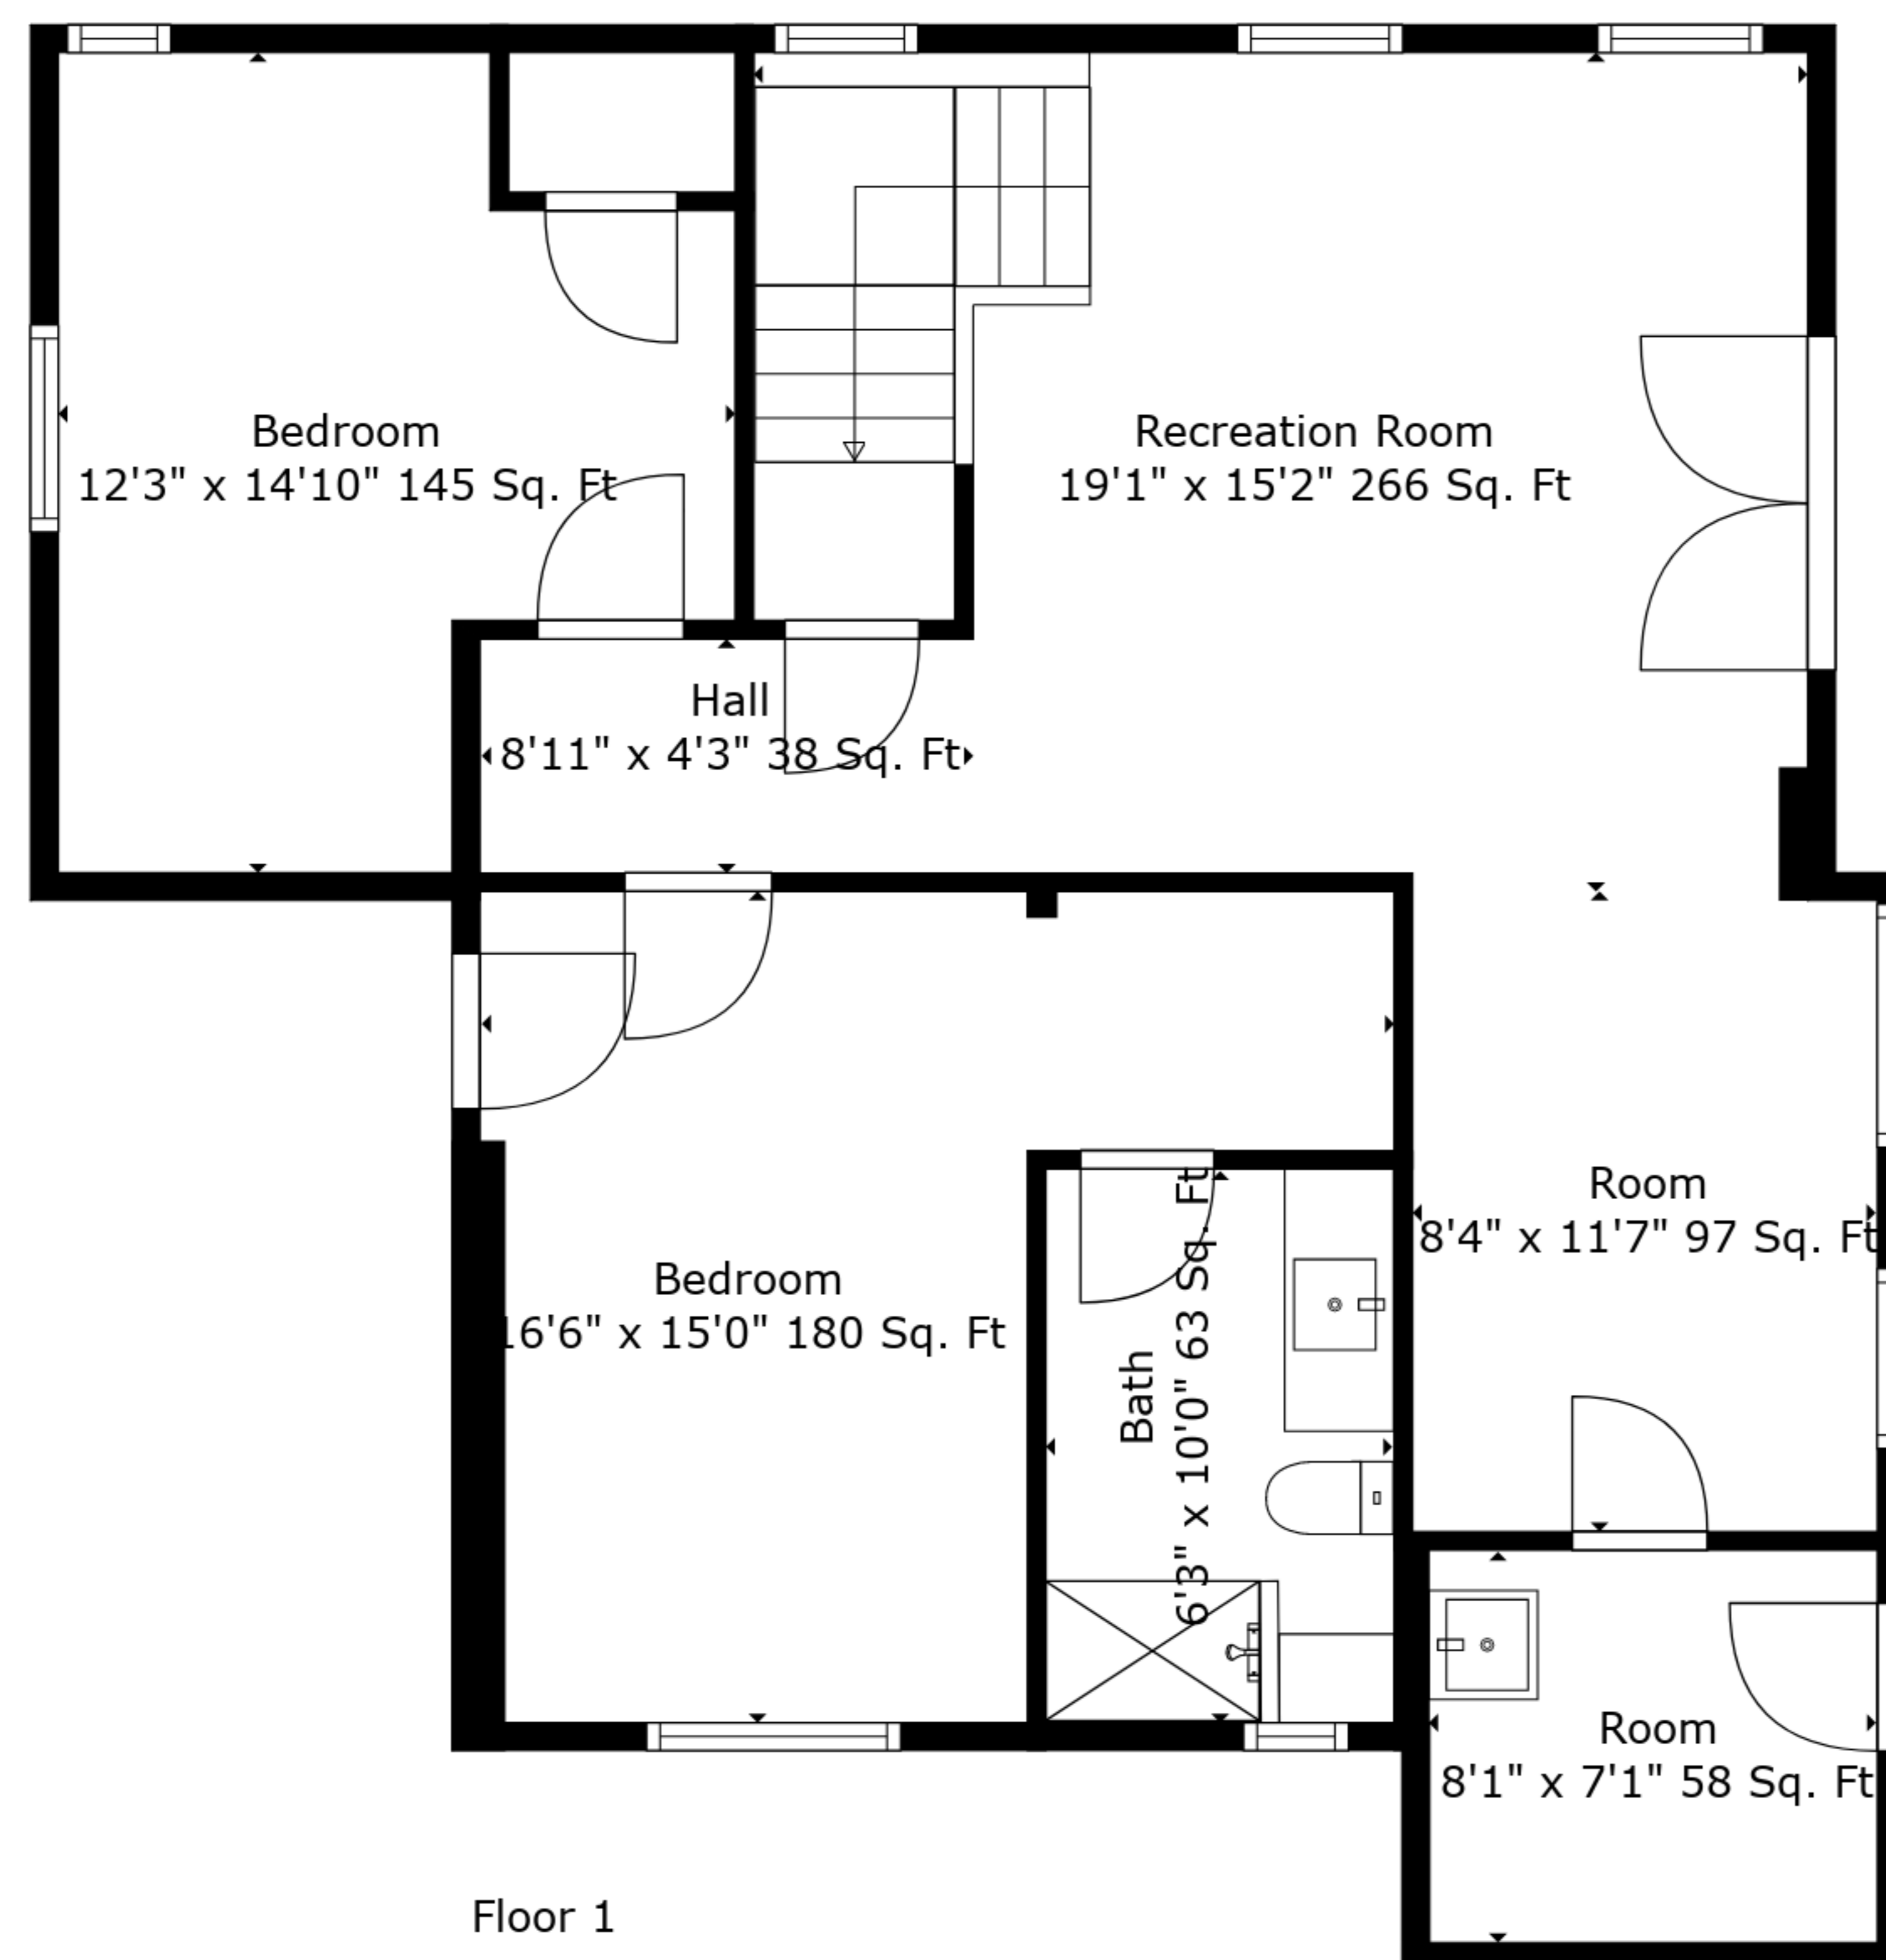 Bedroom
12'3" x 14'10" 145 Sq. Ft
Recreation Room
19'1" x 15'2" 266 Sq. Ft
Hall
8'11" x 4'3" 38 Sq. Ft
Room
8'4" x 11'7" 97 Sq. Ft
Bedroom
16'6" x 15'0" 180 Sq. Ft
Bath
6'3" x 10'0" 63 Sq. Ft
Room
8'1" x 7'1" 58 Sq. Ft
Floor 1